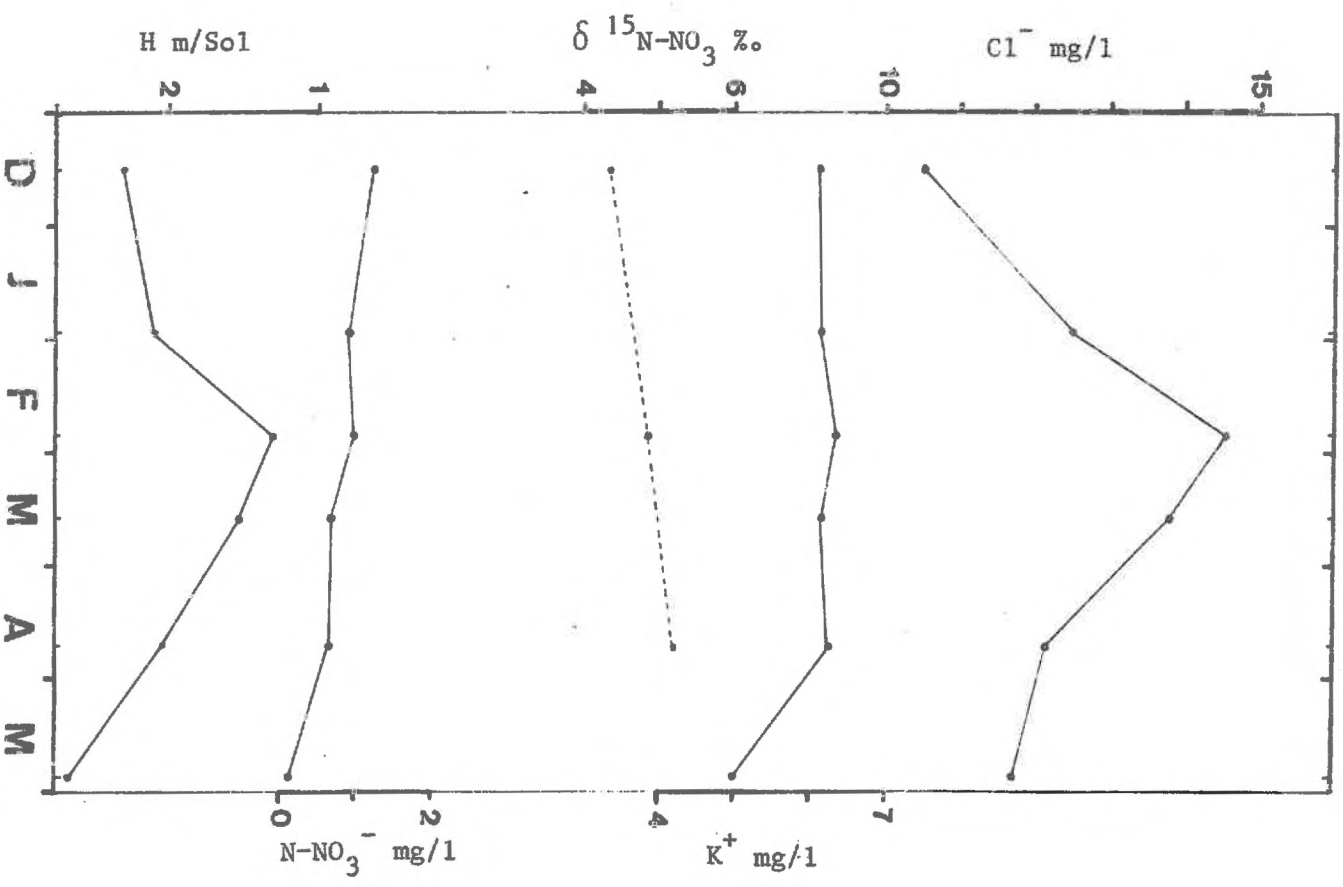 H m/Sol
δ ¹⁵N-NO₃ ‰
Cl⁻ mg/l
2
1
4
6
10
15
D
J
F
M
A
M
0
2
4
7
N-NO₃⁻ mg/l
K⁺ mg/l